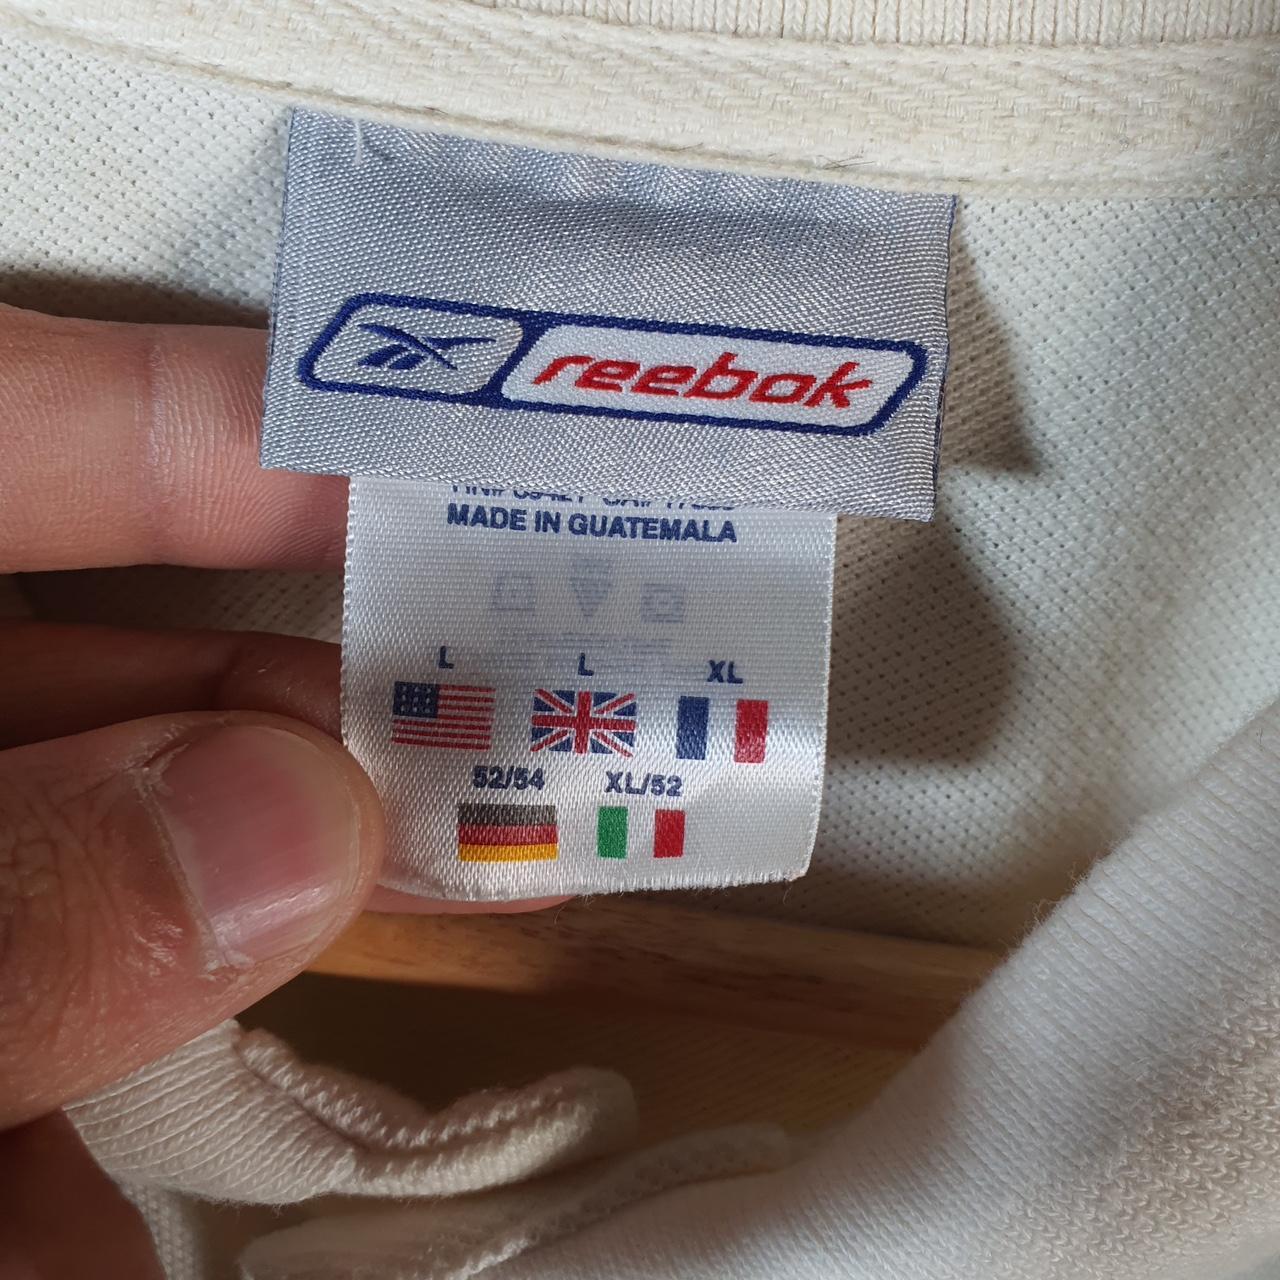 reebok
MADE IN GUATEMALA
L L XL
52/54 XL/52